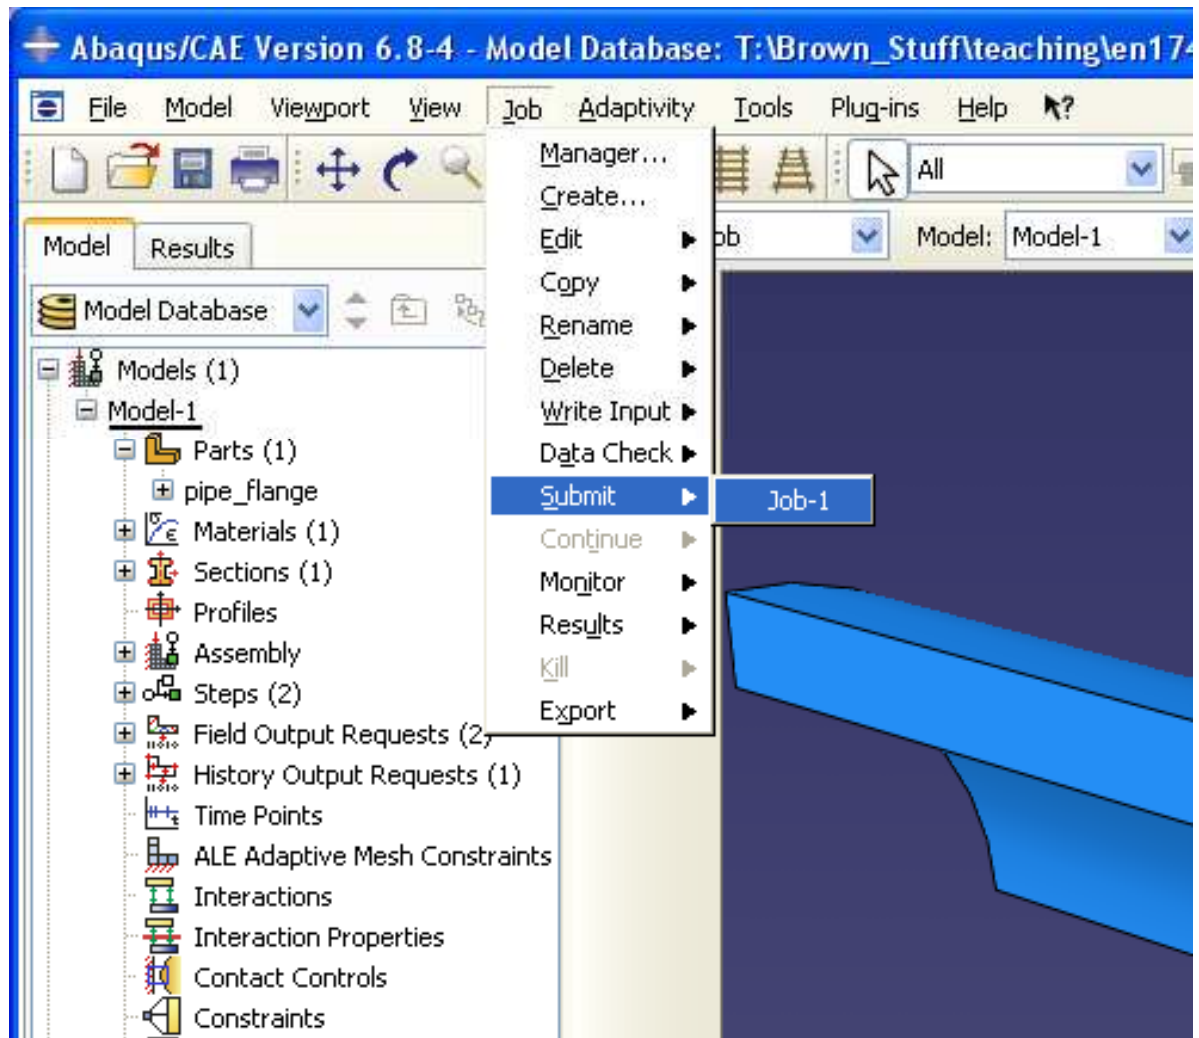 Abaqus/CAE Version 6.8-4 - Model Database: T:\Brown_Stuff\teaching\en174
File Model Viewport View Job Adaptivity Tools Plug-ins Help
All
Model: Model-1
Model Results
Model Database
Models (1)
Model-1
Parts (1)
pipe_flange
Materials (1)
Sections (1)
Profiles
Assembly
Steps (2)
Field Output Requests (2)
History Output Requests (1)
Time Points
ALE Adaptive Mesh Constraints
Interactions
Interaction Properties
Contact Controls
Constraints
Manager...
Create...
Edit
Copy
Rename
Delete
Write Input
Data Check
Submit
Job-1
Continue
Monitor
Results
Kill
Export